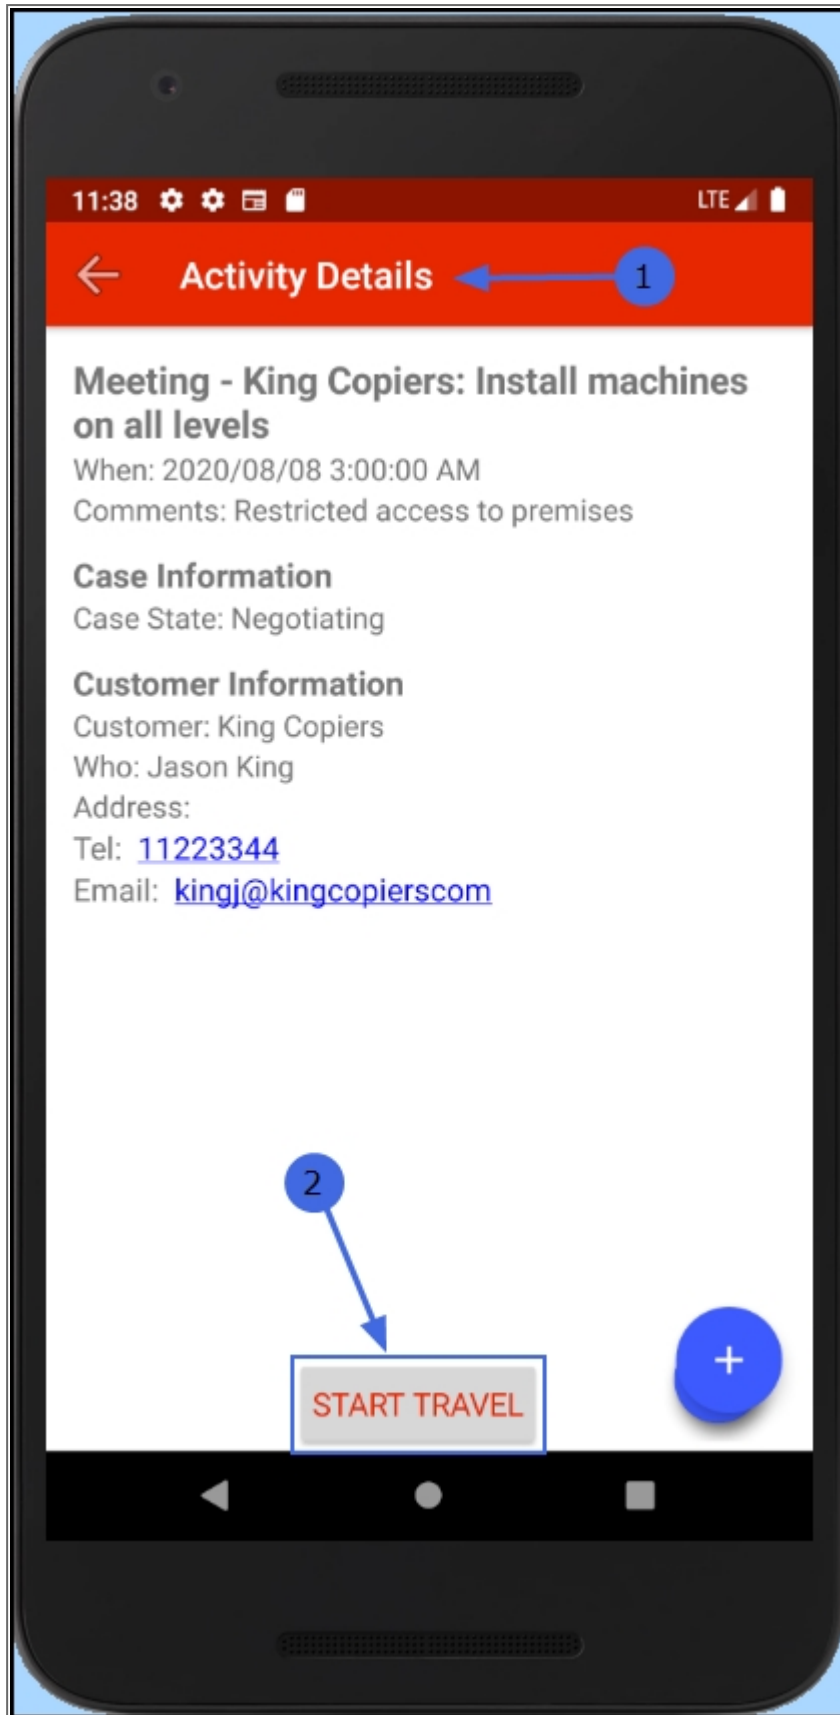 11:38 LTE
Activity Details 1
Meeting - King Copiers: Install machines
on all levels
When: 2020/08/08 3:00:00 AM
Comments: Restricted access to premises
Case Information
Case State: Negotiating
Customer Information
Customer: King Copiers
Who: Jason King
Address:
Tel: 11223344
Email: kingj@kingcopierscom
2
+
START TRAVEL